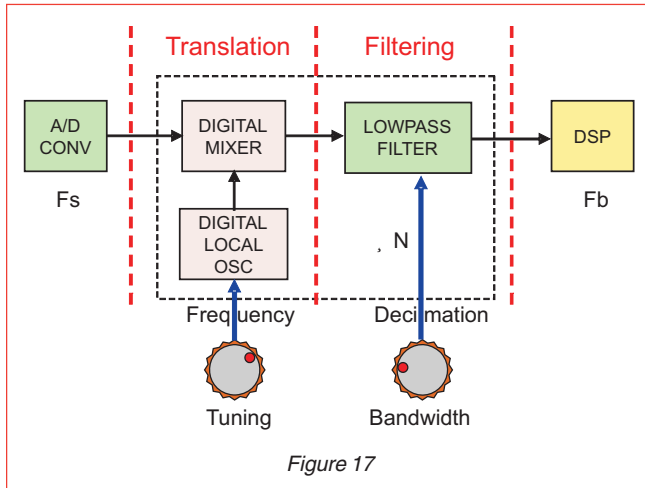 Translation
Filtering
A/D
CONV
DIGITAL
MIXER
LOWPASS
FILTER
DSP
Fs
Fb
DIGITAL
LOCAL
OSC
¸ N
Frequency
Decimation
Tuning
Bandwidth
Figure 17